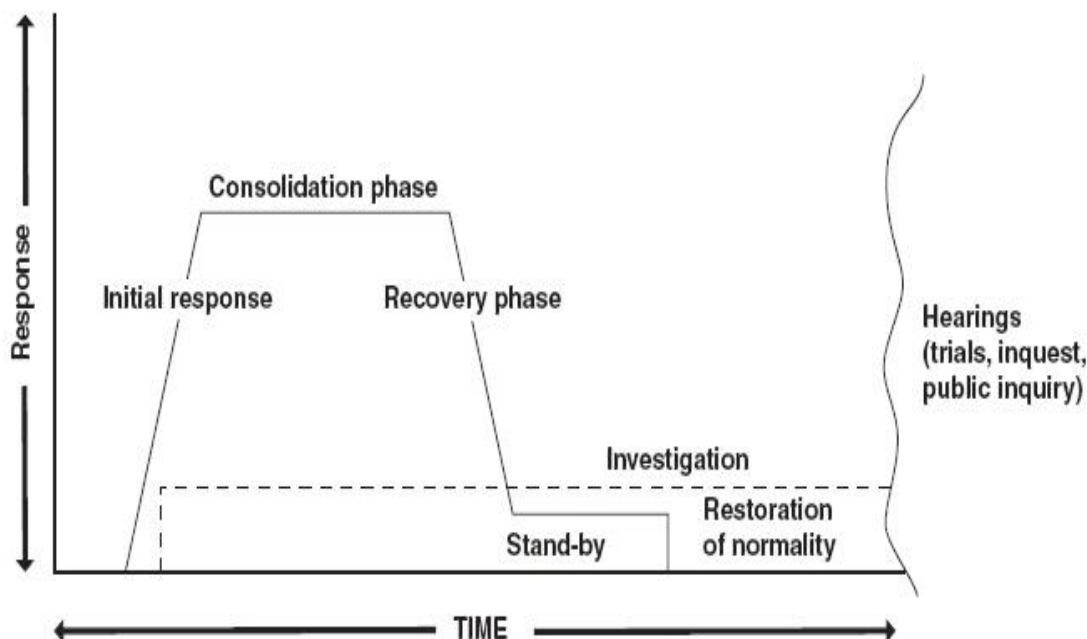 Consolidation phase
Response
Initial response
Recovery phase
Hearings
(trials, inquest,
public inquiry)
Investigation
Restoration
of normality
Stand-by
TIME